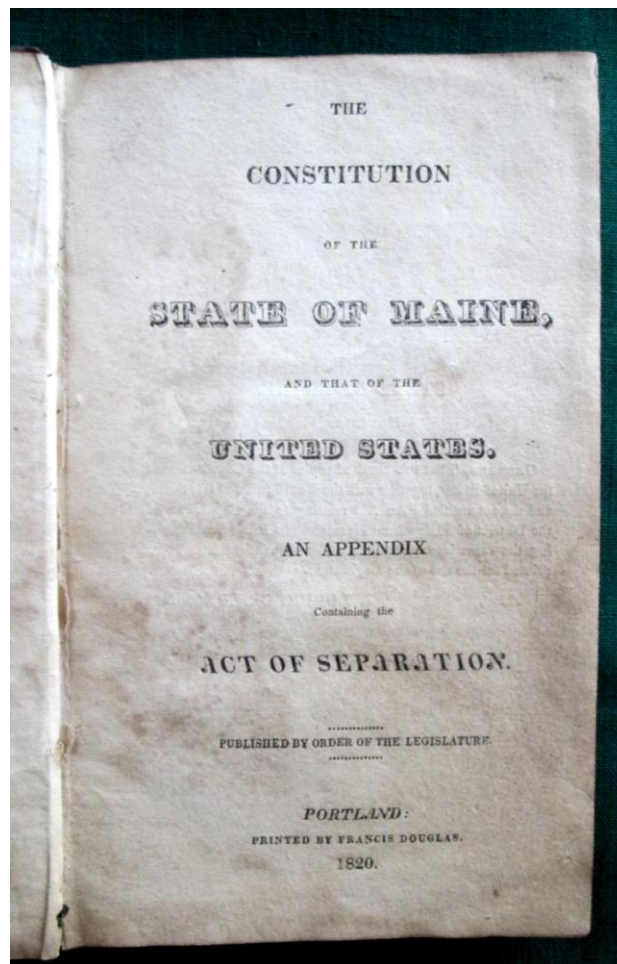 THE
CONSTITUTION
OF THE
STATE OF MAINE,
AND THAT OF THE
UNITED STATES.
AN APPENDIX
Containing the
ACT OF SEPARATION.
PUBLISHED BY ORDER OF THE LEGISLATURE.
PORTLAND:
PRINTED BY FRANCIS DOUGLAS.
1820.